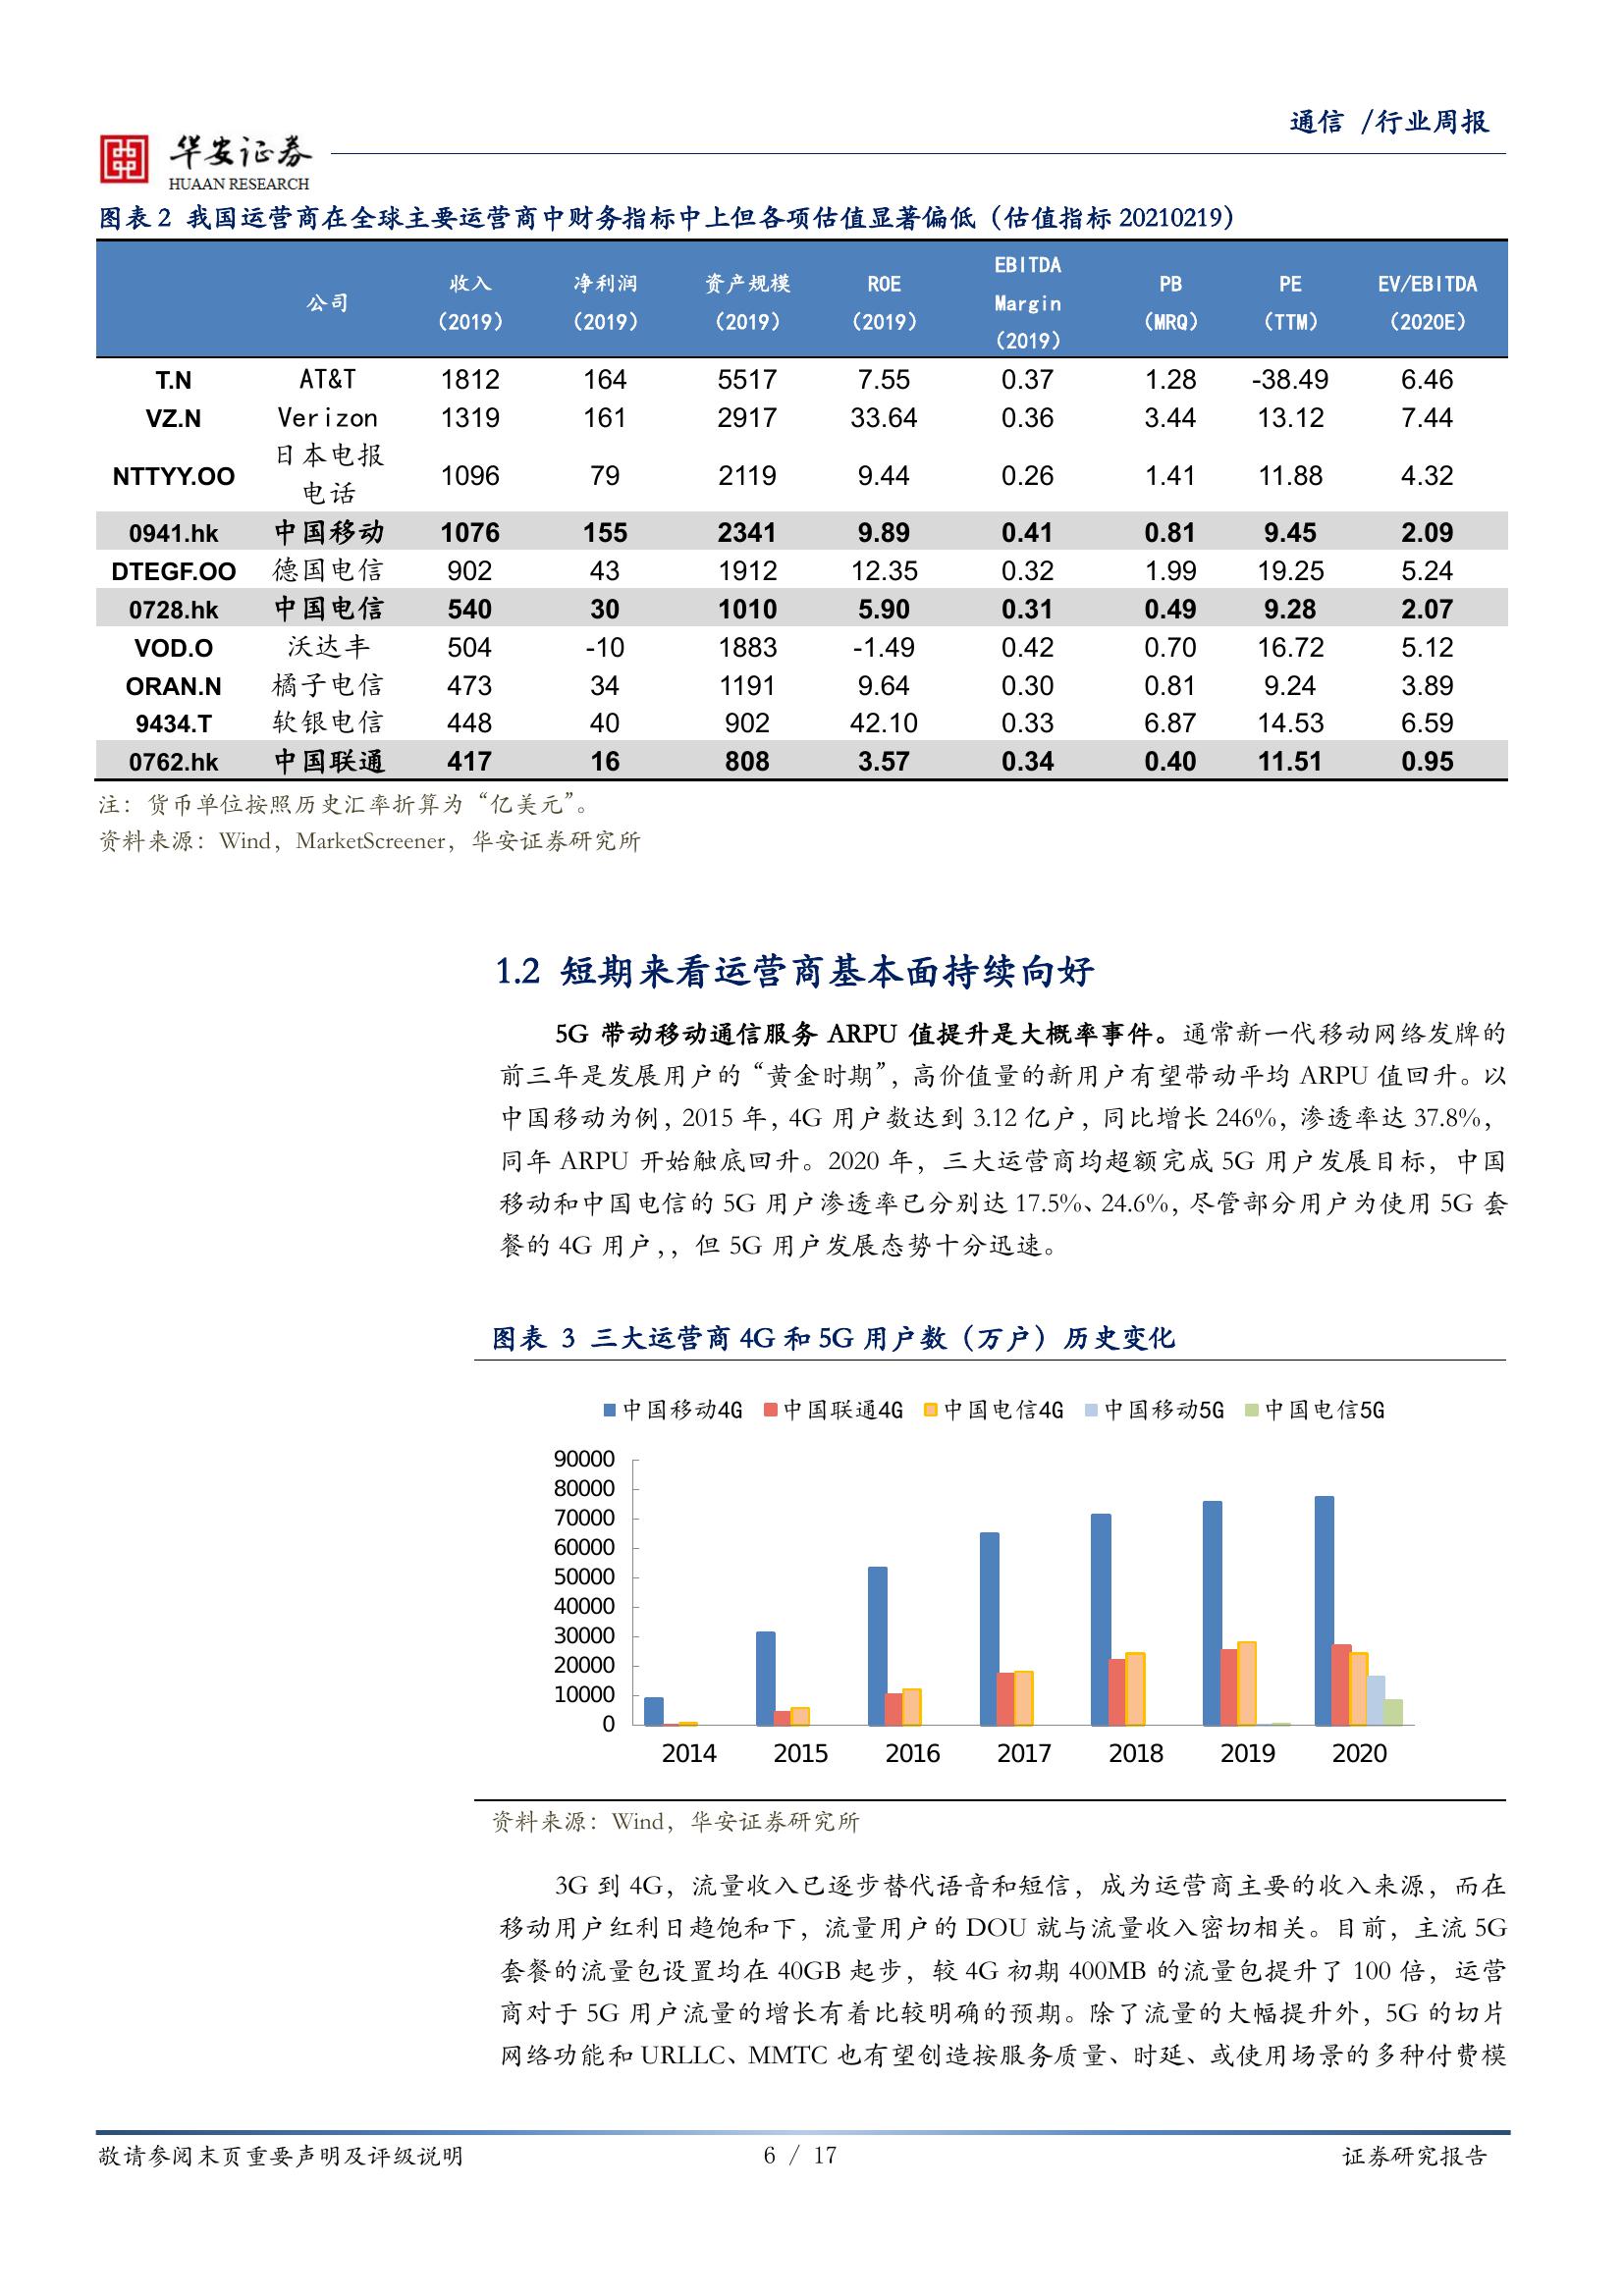 通信 /行业周报
华安证券
HUAAN RESEARCH
图表 2 我国运营商在全球主要运营商中财务指标中上但各项估值显著偏低（估值指标 20210219）
公司 收入（2019） 净利润（2019） 资产规模（2019） ROE（2019） EBITDA Margin（2019） PB（MRQ） PE（TTM） EV/EBITDA（2020E）
T.N AT&T 1812 164 5517 7.55 0.37 1.28 -38.49 6.46
VZ.N Verizon 1319 161 2917 33.64 0.36 3.44 13.12 7.44
NTTYY.OO 日本电报电话 1096 79 2119 9.44 0.26 1.41 11.88 4.32
0941.hk 中国移动 1076 155 2341 9.89 0.41 0.81 9.45 2.09
DTEGF.OO 德国电信 902 43 1912 12.35 0.32 1.99 19.25 5.24
0728.hk 中国电信 540 30 1010 5.90 0.31 0.49 9.28 2.07
VOD.O 沃达丰 504 -10 1883 -1.49 0.42 0.70 16.72 5.12
ORAN.N 橘子电信 473 34 1191 9.64 0.30 0.81 9.24 3.89
9434.T 软银电信 448 40 902 42.10 0.33 6.87 14.53 6.59
0762.hk 中国联通 417 16 808 3.57 0.34 0.40 11.51 0.95
注：货币单位按照历史汇率折算为“亿美元”。
资料来源：Wind，MarketScreener，华安证券研究所
1.2 短期来看运营商基本面持续向好
5G 带动移动通信服务 ARPU 值提升是大概率事件。通常新一代移动网络发牌的
前三年是发展用户的“黄金时期”，高价值量的新用户有望带动平均 ARPU 值回升。以
中国移动为例，2015 年，4G 用户数达到 3.12 亿户，同比增长 246%，渗透率达 37.8%，
同年 ARPU 开始触底回升。2020 年，三大运营商均超额完成 5G 用户发展目标，中国
移动和中国电信的 5G 用户渗透率已分别达 17.5%、24.6%，尽管部分用户为使用 5G 套
餐的 4G 用户，，但 5G 用户发展态势十分迅速。
图表 3 三大运营商 4G 和 5G 用户数（万户）历史变化
中国移动4G 中国联通4G 中国电信4G 中国移动5G 中国电信5G
90000
80000
70000
60000
50000
40000
30000
20000
10000
0
2014 2015 2016 2017 2018 2019 2020
资料来源：Wind，华安证券研究所
3G 到 4G，流量收入已逐步替代语音和短信，成为运营商主要的收入来源，而在
移动用户红利日趋饱和下，流量用户的 DOU 就与流量收入密切相关。目前，主流 5G
套餐的流量包设置均在 40GB 起步，较 4G 初期 400MB 的流量包提升了 100 倍，运营
商对于 5G 用户流量的增长有着比较明确的预期。除了流量的大幅提升外，5G 的切片
网络功能和 URLLC、MMTC 也有望创造按服务质量、时延、或使用场景的多种付费模
敬请参阅末页重要声明及评级说明 6 / 17 证券研究报告